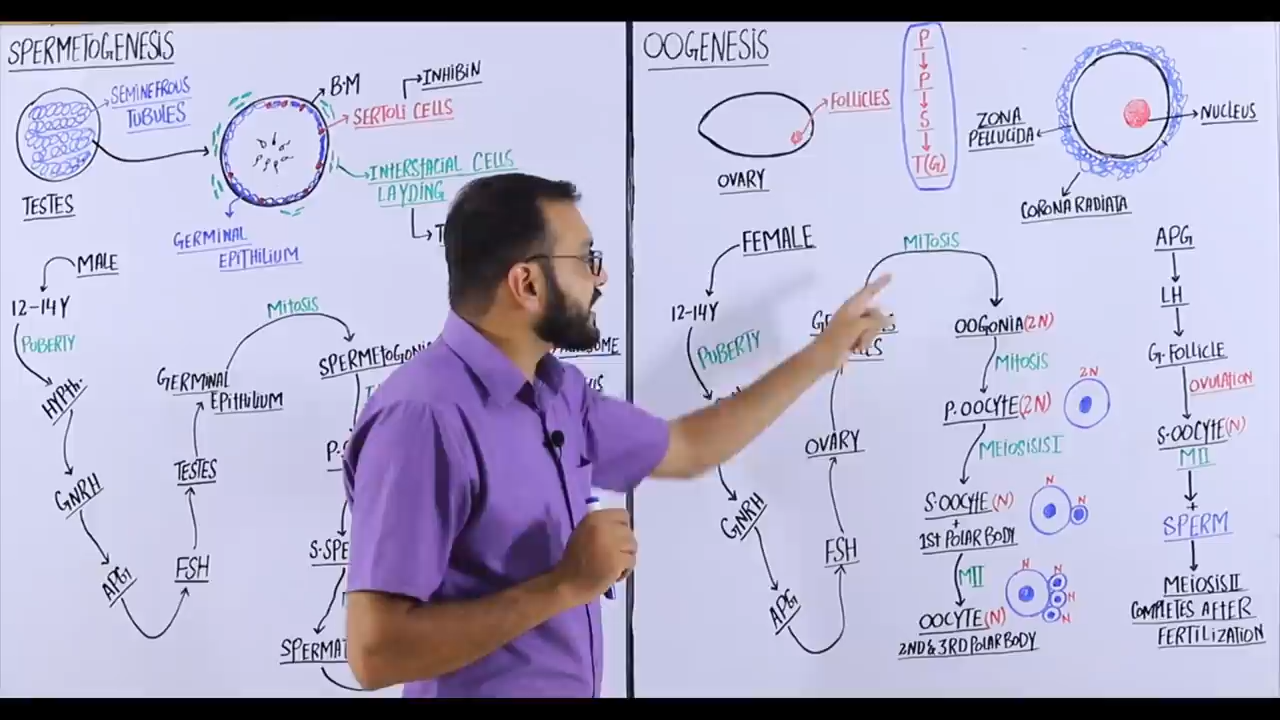 SPERMETOGENESIS
SEMINEFROUS
TUBULES
TESTES
B.M
INHIBIN
SERTOLI CELLS
INTERSTACIAL CELLS
LAYDING
GERMINAL
EPITHILIUM
MALE
12-14Y
PUBERTY
HYPth.
GNRH
APG
FSH
TESTES
GERMINAL
EPITHILIUM
MITOSIS
SPERMETOGONIA
OOGENESIS
OVARY
FOLLICLES
P
P
S
T(G)
ZONA
PELLUCIDA
NUCLEUS
CORONA RADIATA
FEMALE
12-14Y
PUBERTY
GNRH
APG
FSH
OVARY
MITOSIS
OOGONIA(2N)
MITOSIS
P.OOCYTE(2N)
2N
MEIOSISIS I
S.OOCYTE(N)
+
1ST POLAR BODY
N
N
MII
OOCYTE(N)
2ND & 3RD POLAR BODY
N
N
N
N
APG
LH
G.FOLLICLE
OVULATION
S.OOCYTE(N)
MII
+
SPERM
MEIOSIS II
COMPLETES AFTER
FERTILIZATION